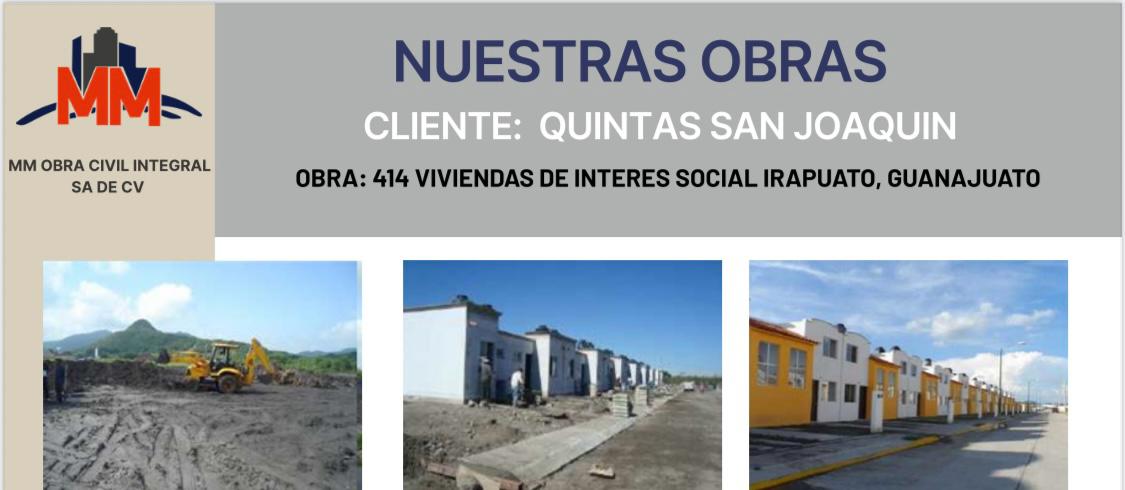 MM
MM OBRA CIVIL INTEGRAL
SA DE CV
NUESTRAS OBRAS
CLIENTE: QUINTAS SAN JOAQUIN
OBRA: 414 VIVIENDAS DE INTERES SOCIAL IRAPUATO, GUANAJUATO